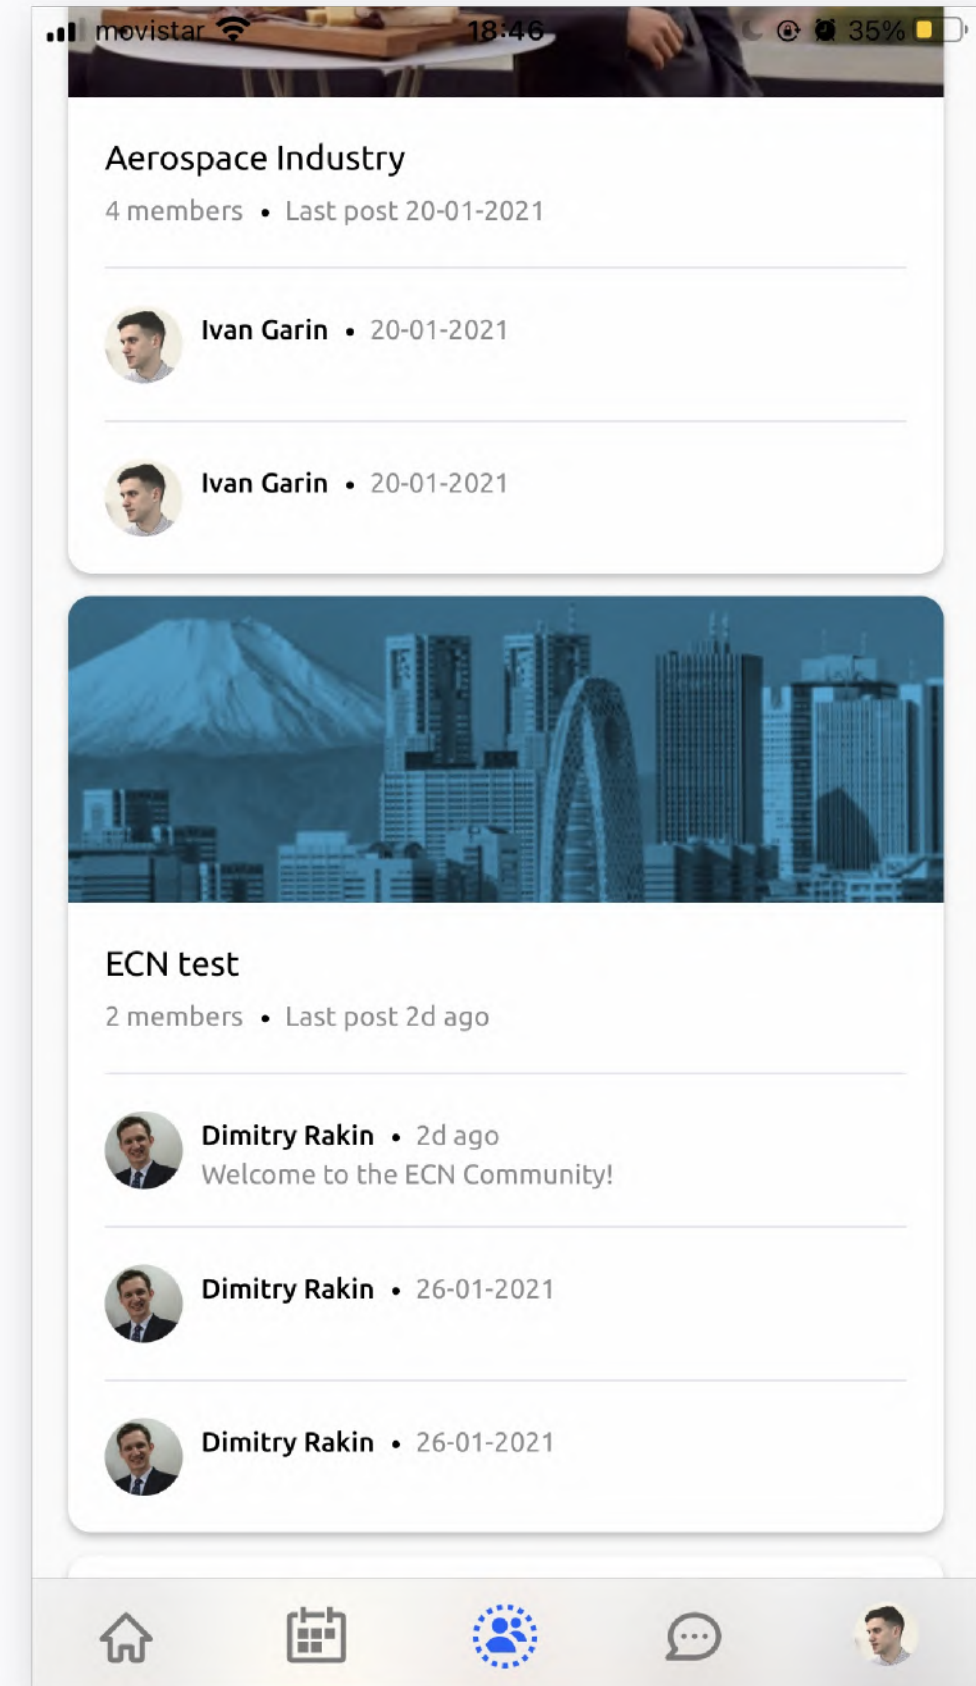 movistar 18:46 35%
Aerospace Industry
4 members • Last post 20-01-2021
Ivan Garin • 20-01-2021
Ivan Garin • 20-01-2021
ECN test
2 members • Last post 2d ago
Dimitry Rakin • 2d ago
Welcome to the ECN Community!
Dimitry Rakin • 26-01-2021
Dimitry Rakin • 26-01-2021